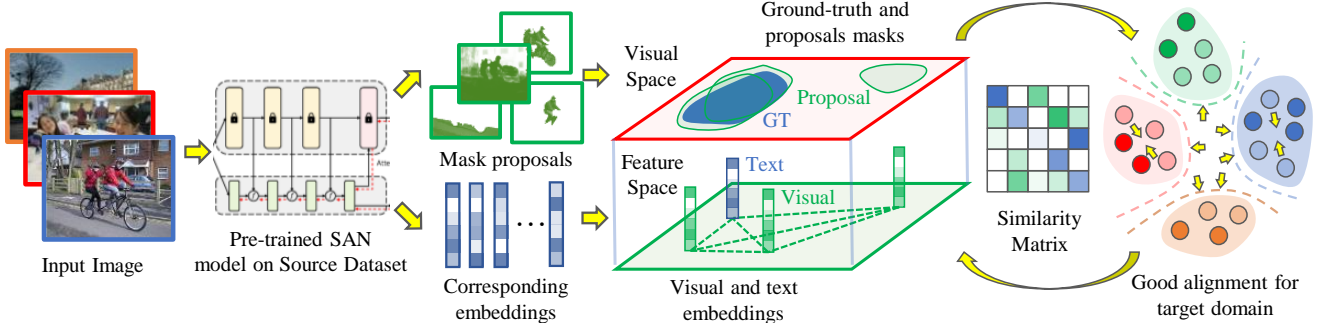 Input Image
Atte
Pre-trained SAN
model on Source Dataset
Mask proposals
Corresponding
embeddings
Ground-truth and
proposals masks
Visual
Space
Proposal
GT
Feature
Space
Text
Visual
Visual and text
embeddings
Similarity
Matrix
Good alignment for
target domain